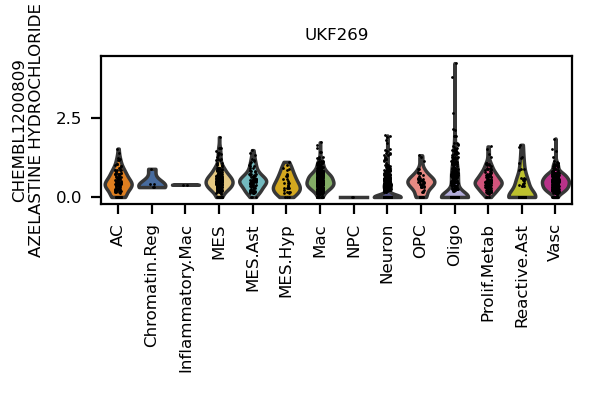 UKF269
CHEMBL1200809
AZELASTINE HYDROCHLORIDE
2.5
0.0
AC
Chromatin.Reg
Inflammatory.Mac
MES
MES.Ast
MES.Hyp
Mac
NPC
Neuron
OPC
Oligo
Prolif.Metab
Reactive.Ast
Vasc